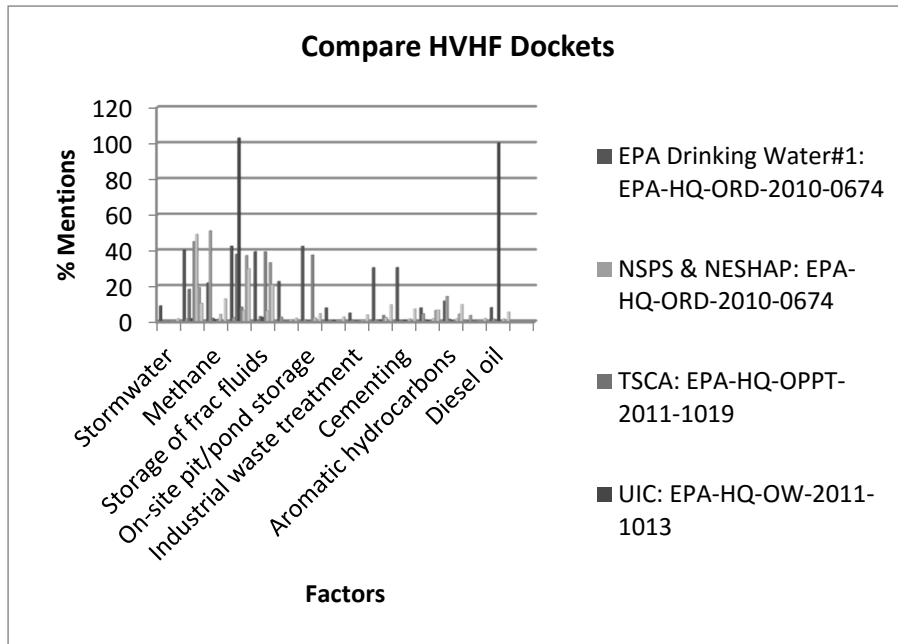 Compare HVHF Dockets
120
100
80
60
40
20
0
% Mentions
Stormwater
Methane
Storage of frac fluids
On-site pit/pond storage
Industrial waste treatment
Cementing
Aromatic hydrocarbons
Diesel oil
Factors
EPA Drinking Water#1:
EPA-HQ-ORD-2010-0674
NSPS & NESHAP: EPA-
HQ-ORD-2010-0674
TSCA: EPA-HQ-OPPT-
2011-1019
UIC: EPA-HQ-OW-2011-
1013